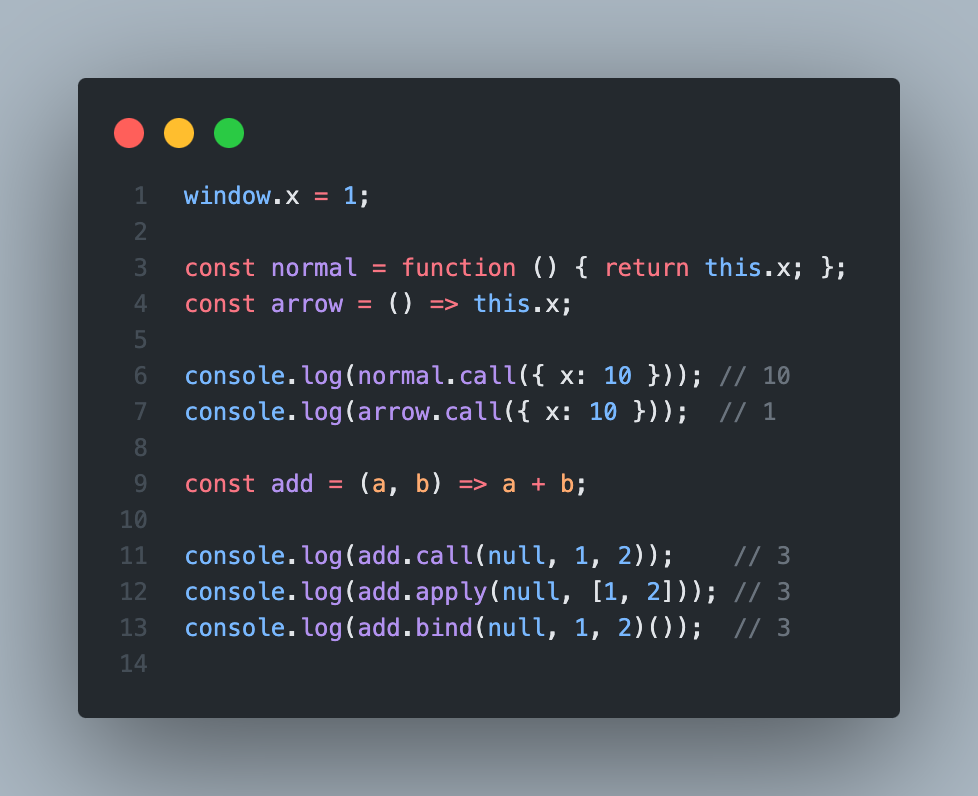 1 window.x = 1;
2
3 const normal = function () { return this.x; };
4 const arrow = () => this.x;
5
6 console.log(normal.call({ x: 10 })); // 10
7 console.log(arrow.call({ x: 10 }));  // 1
8
9 const add = (a, b) => a + b;
10
11 console.log(add.call(null, 1, 2));    // 3
12 console.log(add.apply(null, [1, 2])); // 3
13 console.log(add.bind(null, 1, 2)());  // 3
14